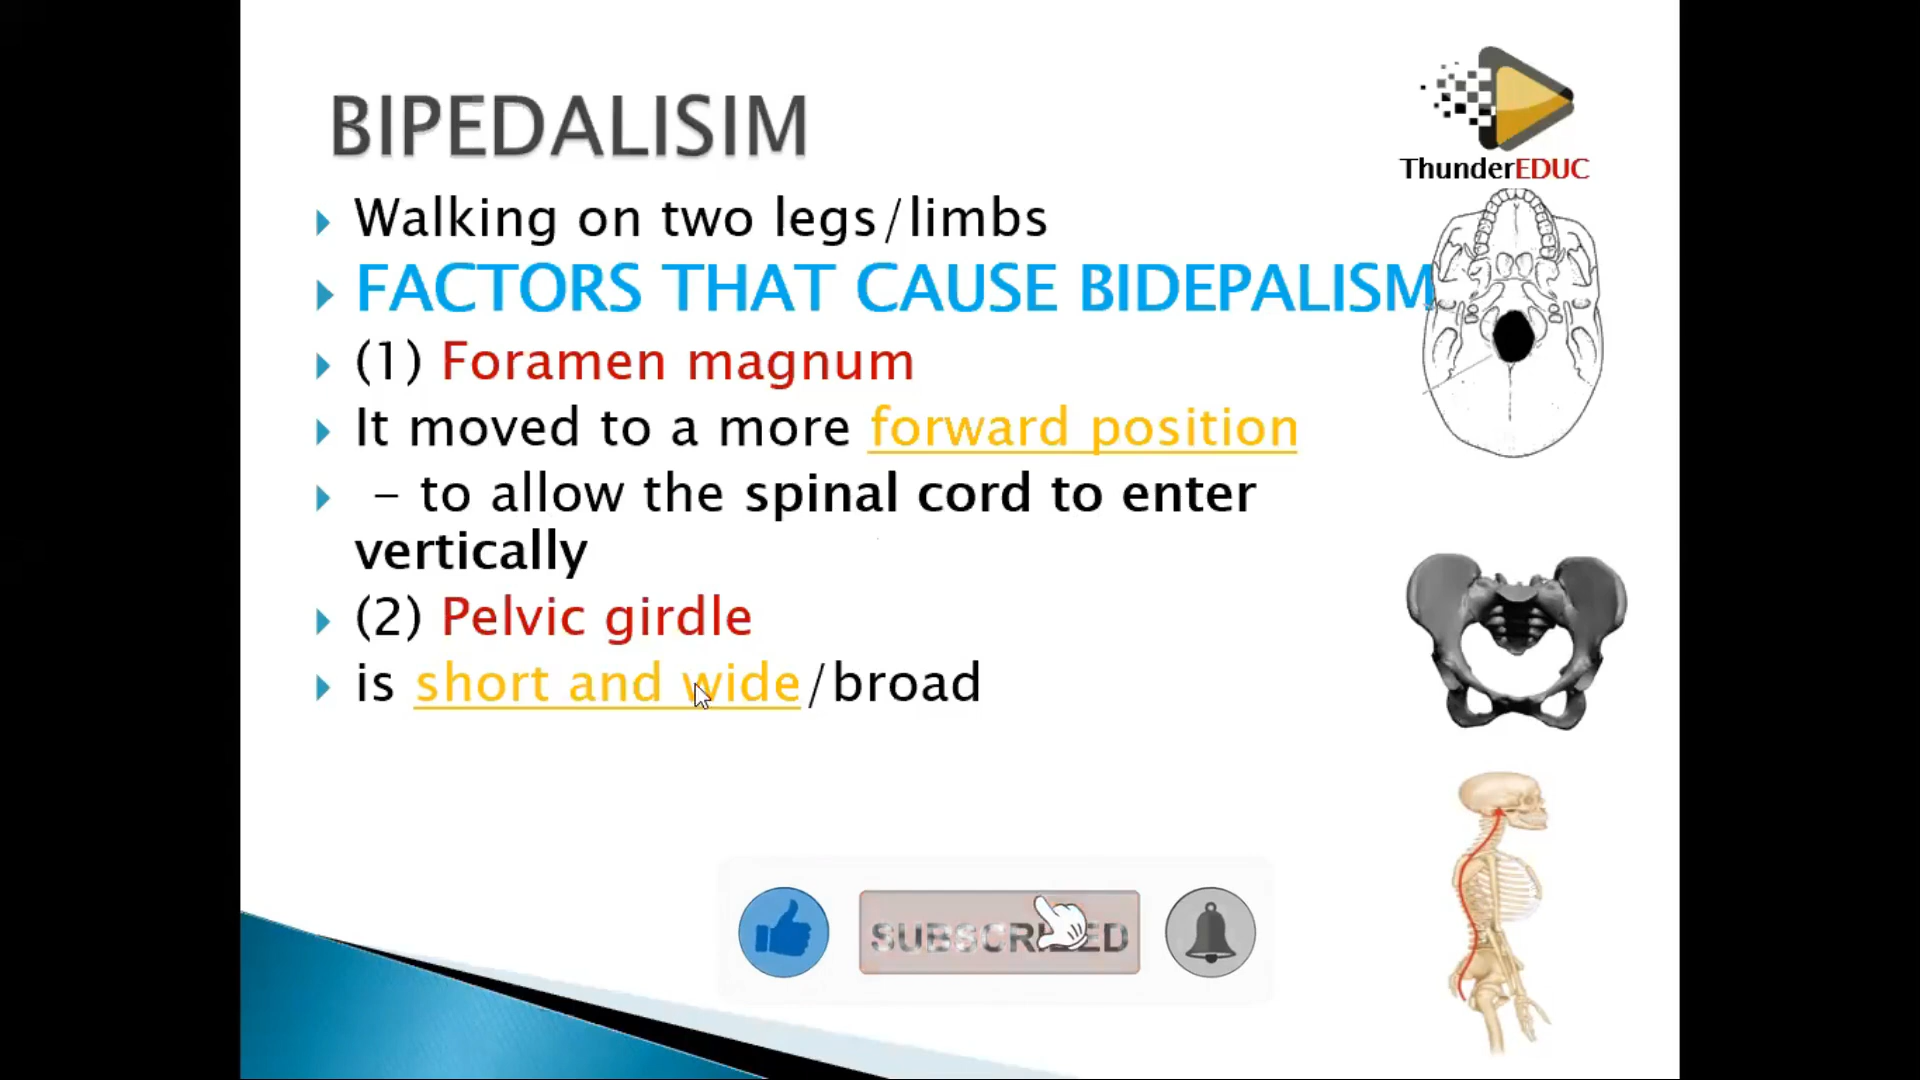 BIPEDALISIM
ThunderEDUC
Walking on two legs/limbs
FACTORS THAT CAUSE BIDEPALISM
(1) Foramen magnum
It moved to a more forward position
– to allow the spinal cord to enter
vertically
(2) Pelvic girdle
is short and wide/broad
SUBSCRIBED